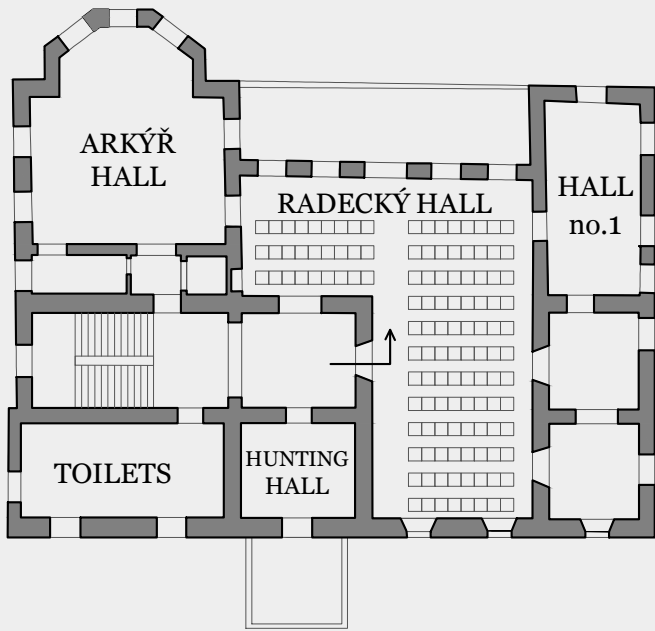 ARKÝŘ
HALL
RADECKÝ HALL
HALL
no.1
TOILETS
HUNTING
HALL